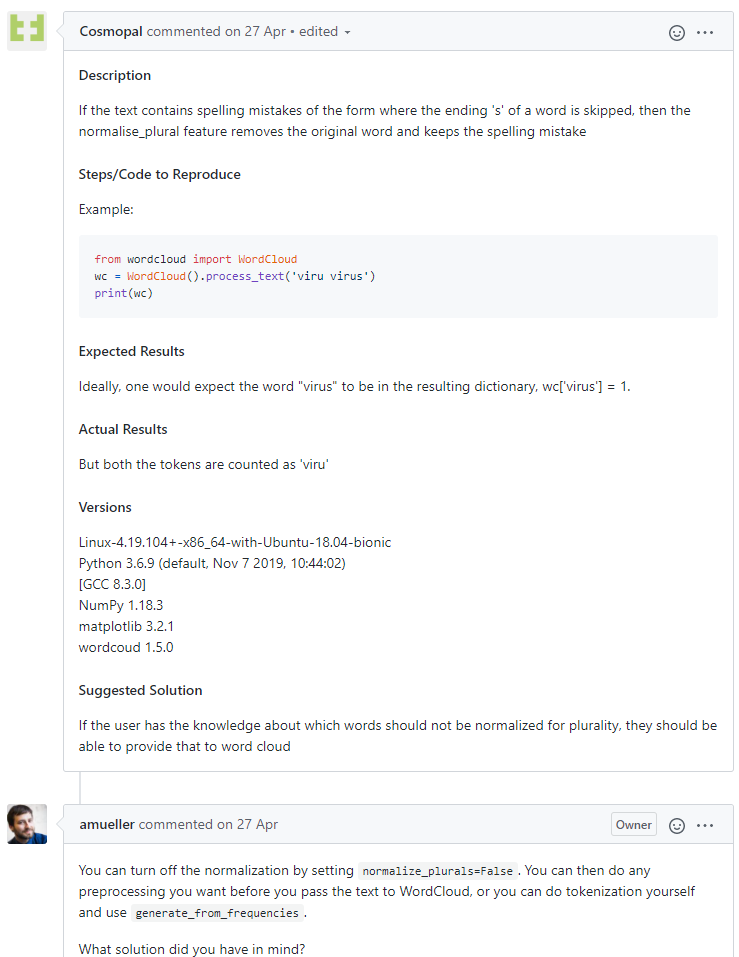 Cosmopal commented on 27 Apr • edited
Description
If the text contains spelling mistakes of the form where the ending 's' of a word is skipped, then the
normalise_plural feature removes the original word and keeps the spelling mistake
Steps/Code to Reproduce
Example:
from wordcloud import WordCloud
wc = WordCloud().process_text('viru virus')
print(wc)
Expected Results
Ideally, one would expect the word "virus" to be in the resulting dictionary, wc['virus'] = 1.
Actual Results
But both the tokens are counted as 'viru'
Versions
Linux-4.19.104+-x86_64-with-Ubuntu-18.04-bionic
Python 3.6.9 (default, Nov 7 2019, 10:44:02)
[GCC 8.3.0]
NumPy 1.18.3
matplotlib 3.2.1
wordcoud 1.5.0
Suggested Solution
If the user has the knowledge about which words should not be normalized for plurality, they should be
able to provide that to word cloud
amueller commented on 27 Apr Owner
You can turn off the normalization by setting normalize_plurals=False . You can then do any
preprocessing you want before you pass the text to WordCloud, or you can do tokenization yourself
and use generate_from_frequencies .
What solution did you have in mind?